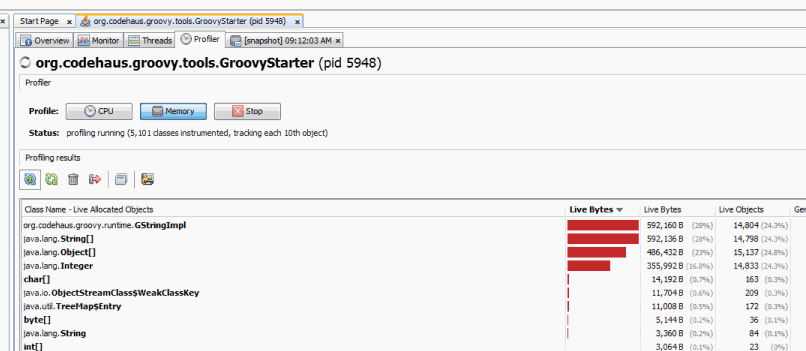 Start Page x org.codehaus.groovy.tools.GroovyStarter (pid 5948) x
Overview Monitor Threads Profiler [snapshot] 09:12:03 AM x
org.codehaus.groovy.tools.GroovyStarter (pid 5948)
Profiler
Profile: CPU Memory Stop
Status: profiling running (5,101 classes instrumented, tracking each 10th object)
Profiling results
Class Name - Live Allocated Objects Live Bytes Live Bytes Live Objects
org.codehaus.groovy.runtime.GStringImpl 592,160 B (28%) 14,804 (24.3%)
java.lang.String[] 592,136 B (28%) 14,798 (24.3%)
java.lang.Object[] 486,432 B (23%) 15,137 (24.8%)
java.lang.Integer 355,992 B (16.8%) 14,833 (24.3%)
char[] 14,192 B (0.7%) 163 (0.3%)
java.io.ObjectStreamClass$WeakClassKey 11,704 B (0.6%) 209 (0.3%)
java.util.TreeMap$Entry 11,008 B (0.5%) 172 (0.3%)
byte[] 5,144 B (0.2%) 36 (0.1%)
java.lang.String 3,360 B (0.2%) 84 (0.1%)
int[] 3,064 B (0.1%) 23 (0%)